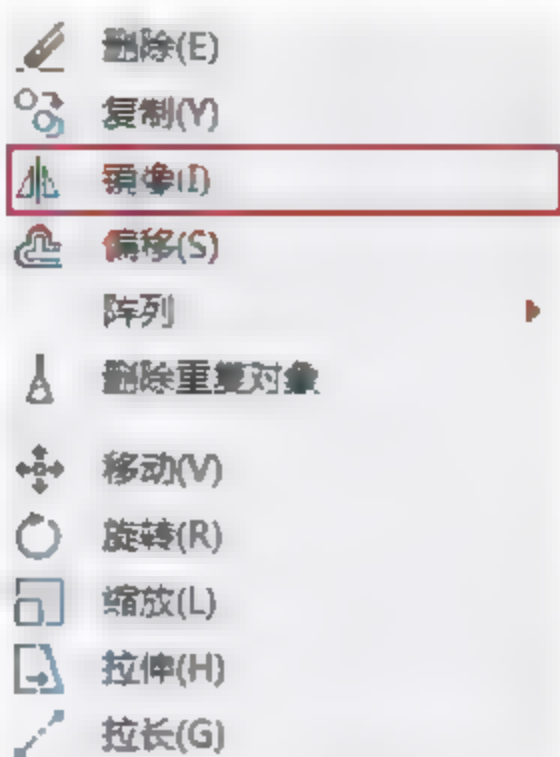 删除(E)
复制(Y)
镜像(I)
偏移(S)
阵列
删除重复对象
移动(V)
旋转(R)
缩放(L)
拉伸(H)
拉长(G)